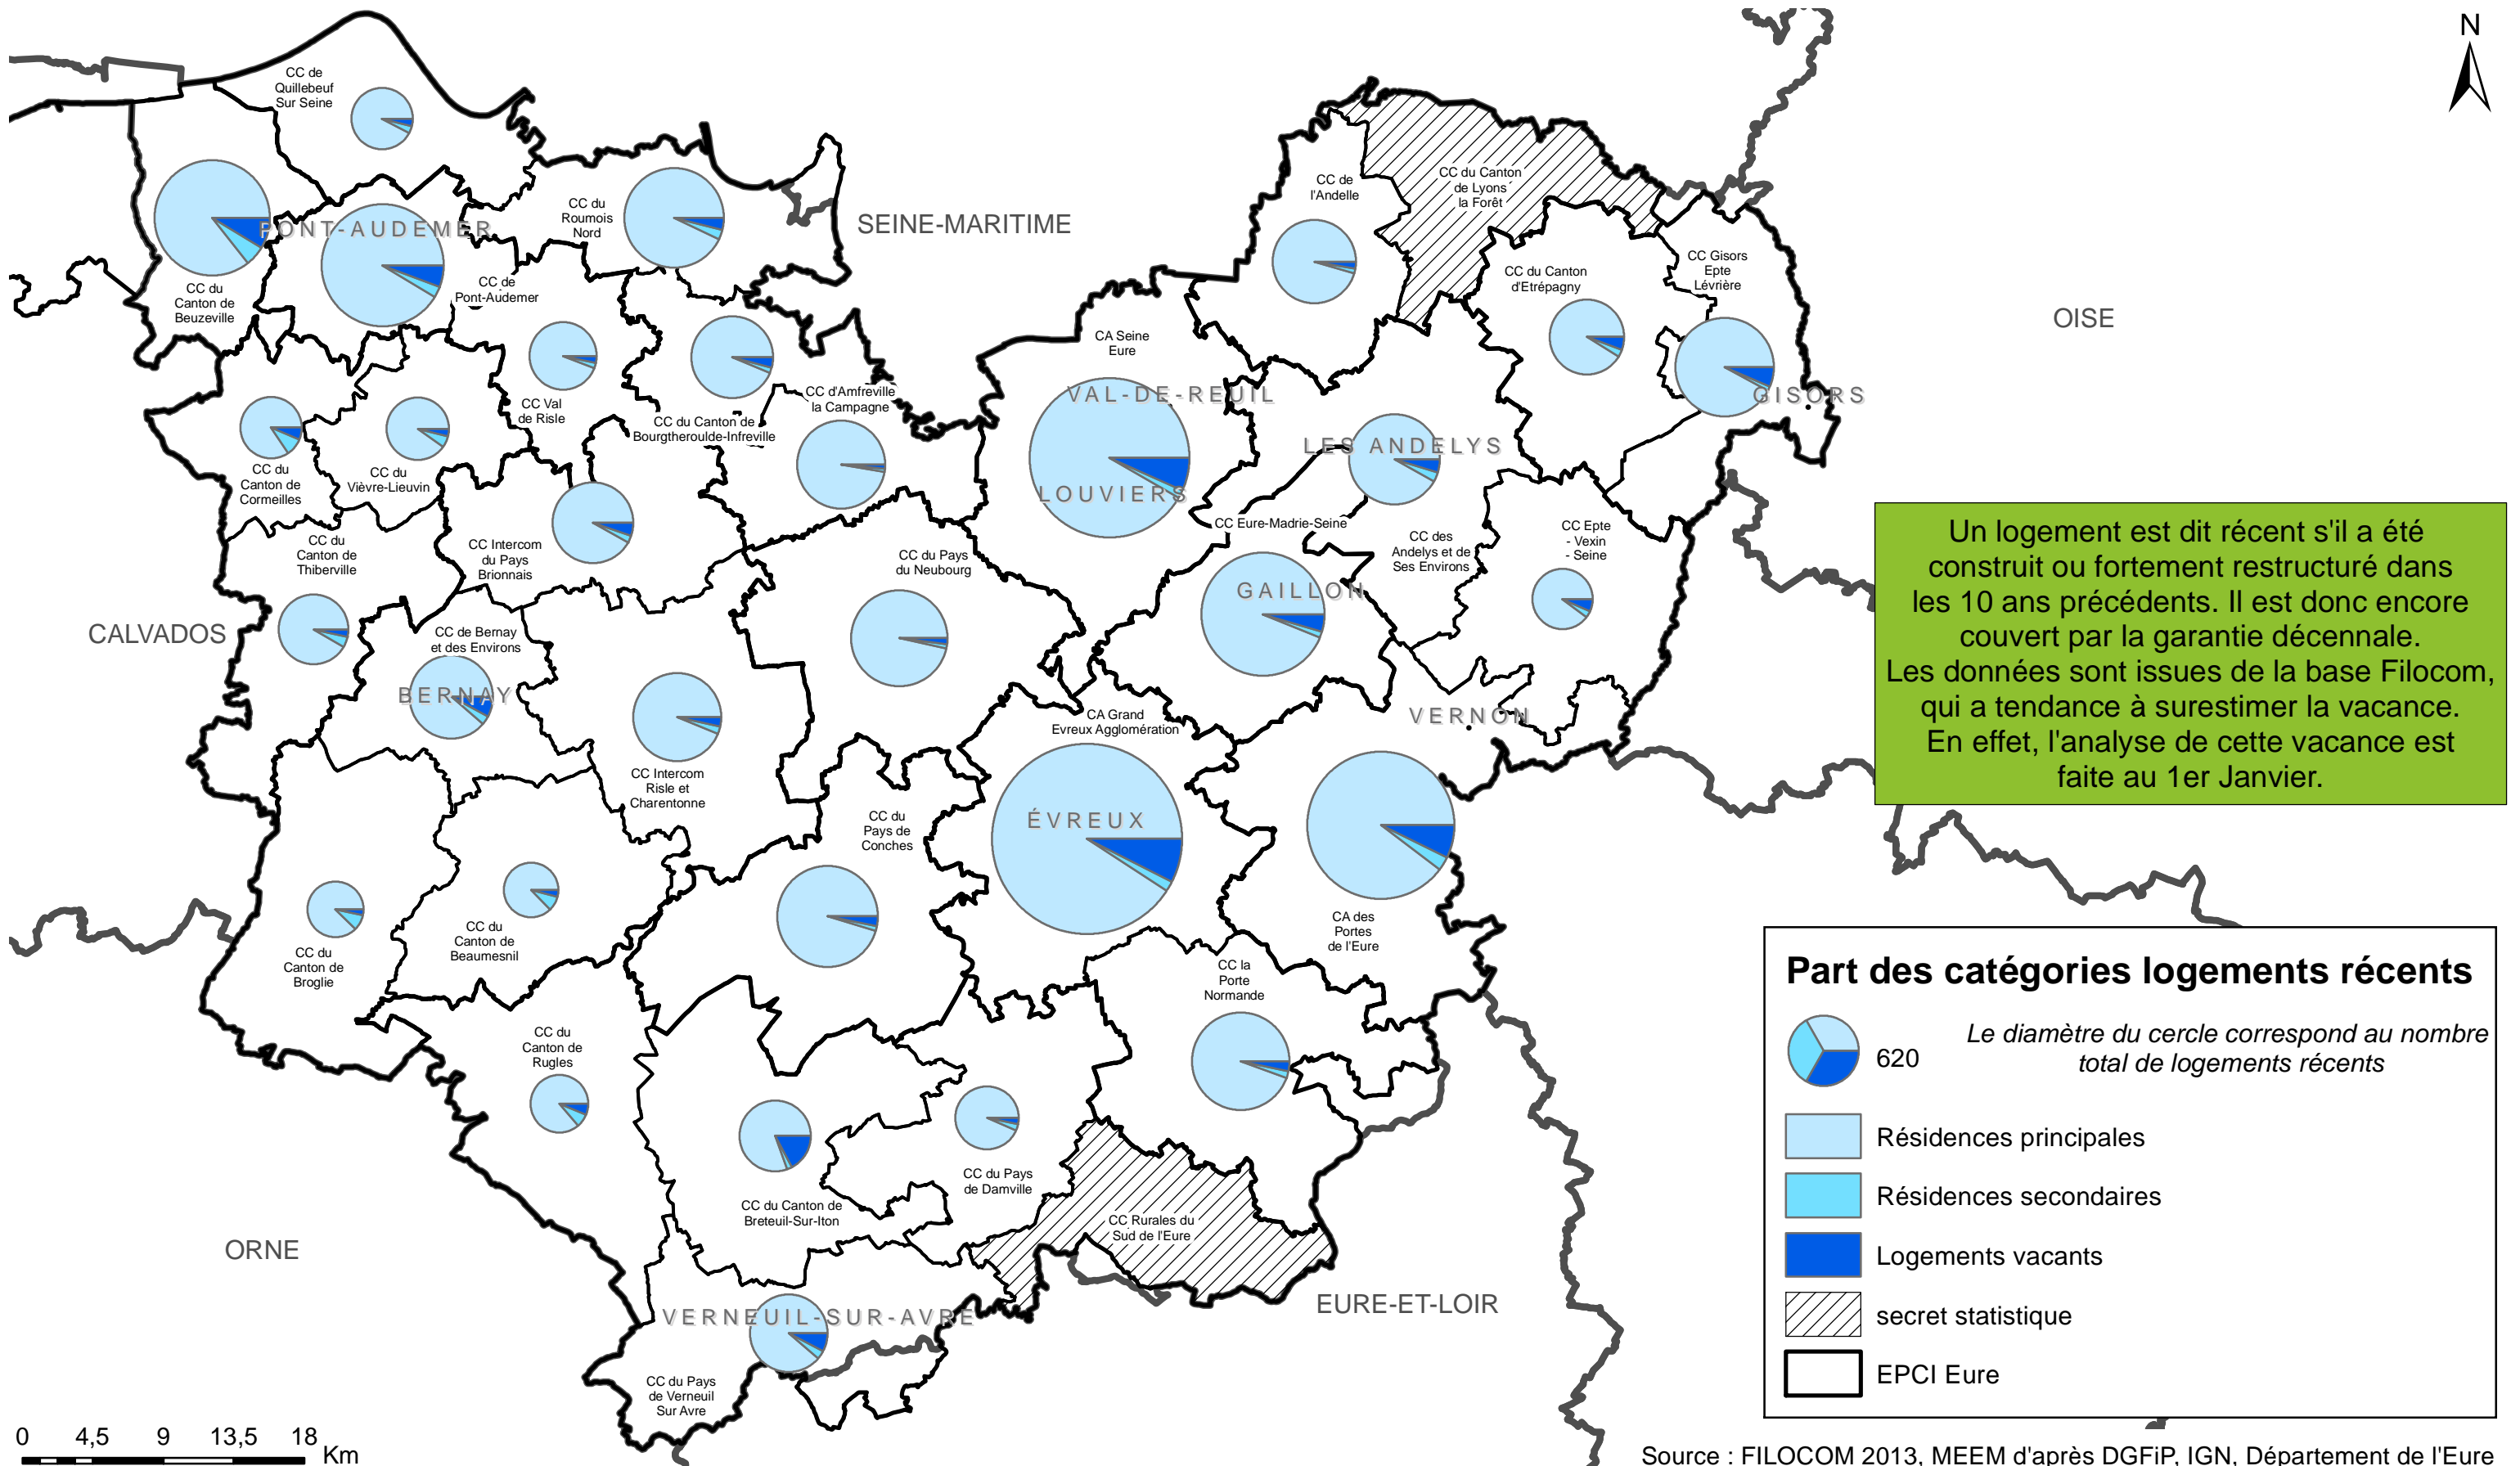 N
CC de
Quillebeuf
Sur Seine
CC du
Canton de
Beuzeville
PONT-AUDEMER
CC de
Pont-Audemer
CC du
Roumois
Nord
SEINE-MARITIME
CC de
l'Andelle
CC du Canton
de Lyons
la Forêt
CC du Canton
d'Etrépagny
CC Gisors
Epte
Lévrière
GISORS
OISE
CA Seine
Eure
VAL-DE-REUIL
LOUVIERS
LES ANDELYS
CC Val
de Risle
CC du Canton de
Bourgtheroulde-Infreville
CC d'Amfreville
la Campagne
CC du
Canton de
Cormeilles
CC du
Vièvre-Lieuvin
CC du
Canton de
Thiberville
CC Intercom
du Pays
Brionnais
CC du Pays
du Neubourg
CC Eure-Madrie-Seine
GAILLON
CC des
Andelys et de
Ses Environs
CC Epte
- Vexin
- Seine
CALVADOS
CC de Bernay
et des Environs
BERNAY
CC Intercom
Risle et
Charentonne
CA Grand
Evreux Agglomération
ÉVREUX
VERNON
CA des
Portes
de l'Eure
CC du
Pays de
Conches
CC du
Canton de
Broglie
CC du
Canton de
Beaumesnil
CC la
Porte
Normande
CC du
Canton de
Rugles
CC du Canton de
Breteuil-Sur-Iton
CC du Pays
de Damville
CC Rurales du
Sud de l'Eure
ORNE
EURE-ET-LOIR
VERNEUIL-SUR-AVRE
CC du Pays
de Verneuil
Sur Avre
Un logement est dit récent s'il a été
construit ou fortement restructuré dans
les 10 ans précédents. Il est donc encore
couvert par la garantie décennale.
Les données sont issues de la base Filocom,
qui a tendance à surestimer la vacance.
En effet, l'analyse de cette vacance est
faite au 1er Janvier.
Part des catégories logements récents
620
Le diamètre du cercle correspond au nombre
total de logements récents
Résidences principales
Résidences secondaires
Logements vacants
secret statistique
EPCI Eure
0 4,5 9 13,5 18
Km
Source : FILOCOM 2013, MEEM d'après DGFiP, IGN, Département de l'Eure